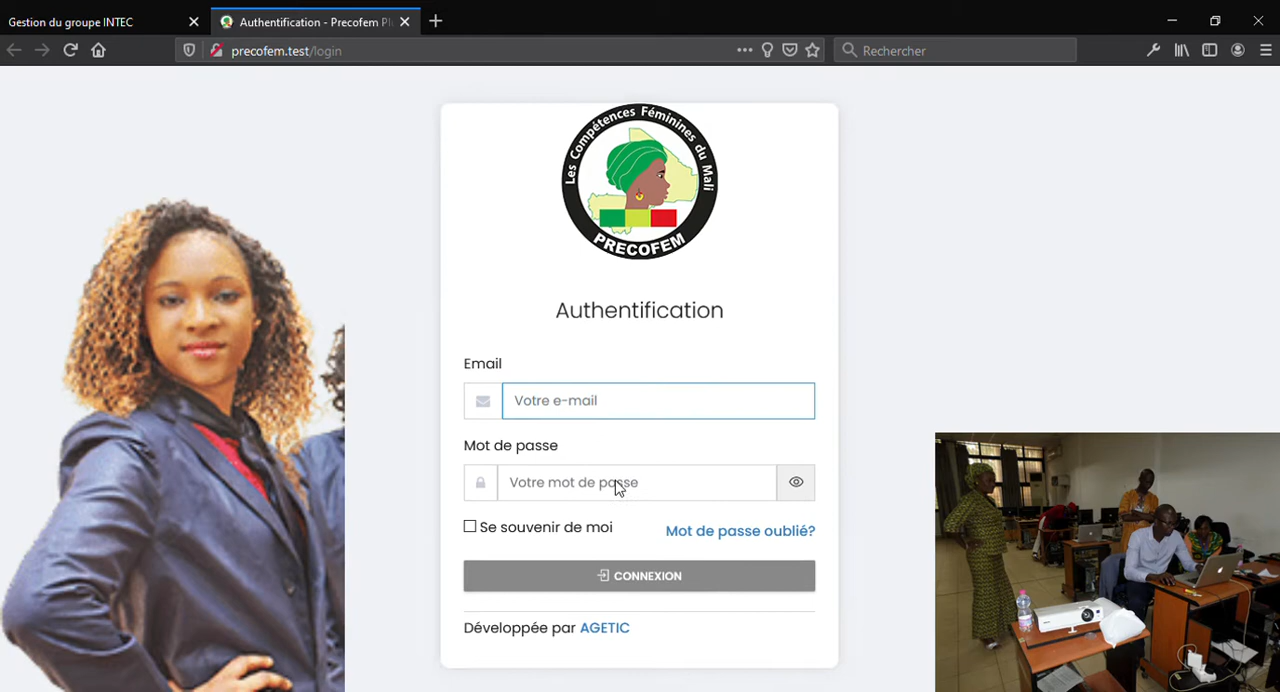 Gestion du groupe INTEC
Authentification - Precofem Pl
precofem.test/login
Rechercher
Les Compétences Féminines du Mali
PRECOFEM
Authentification
Email
Votre e-mail
Mot de passe
Votre mot de passe
Se souvenir de moi
Mot de passe oublié?
CONNEXION
Développée par AGETIC